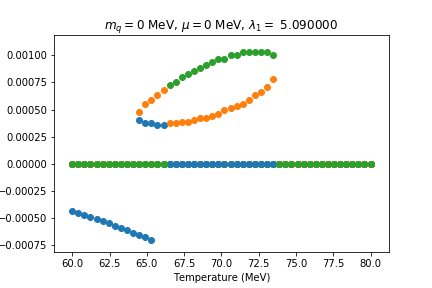 $m_q = 0$ MeV, $\mu = 0$ MeV, $\lambda_1 =$ 5.090000
0.00100
0.00075
0.00050
0.00025
0.00000
−0.00025
−0.00050
−0.00075
60.0 62.5 65.0 67.5 70.0 72.5 75.0 77.5 80.0
Temperature (MeV)